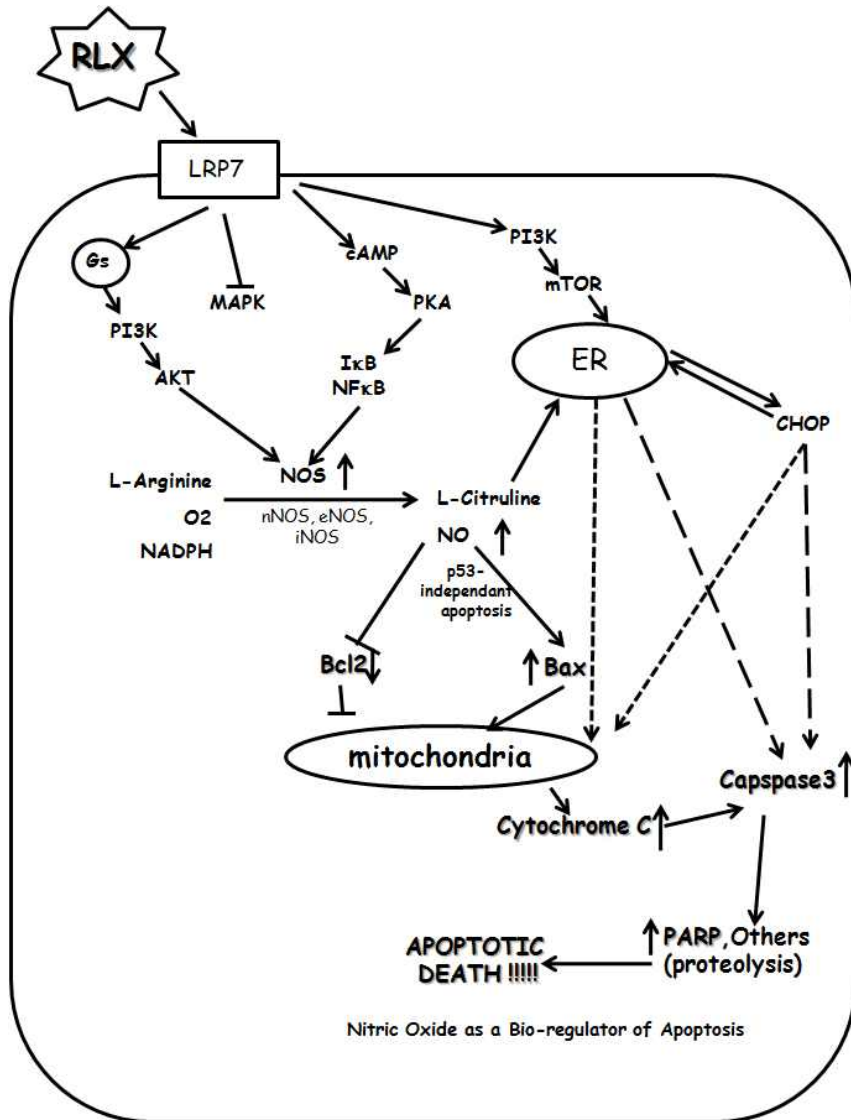 RLX
LRP7
Gs
MAPK
cAMP
PI3K
mTOR
PKA
PI3K
AKT
IκB
NFκB
ER
CHOP
NOS
L-Arginine
O2
NADPH
nNOS, eNOS,
iNOS
L-Citruline
NO
p53-
independant
apoptosis
Bcl2
Bax
mitochondria
Capspase3
Cytochrome C
PARP, Others
(proteolysis)
APOPTOTIC
DEATH !!!!!
Nitric Oxide as a Bio-regulator of Apoptosis